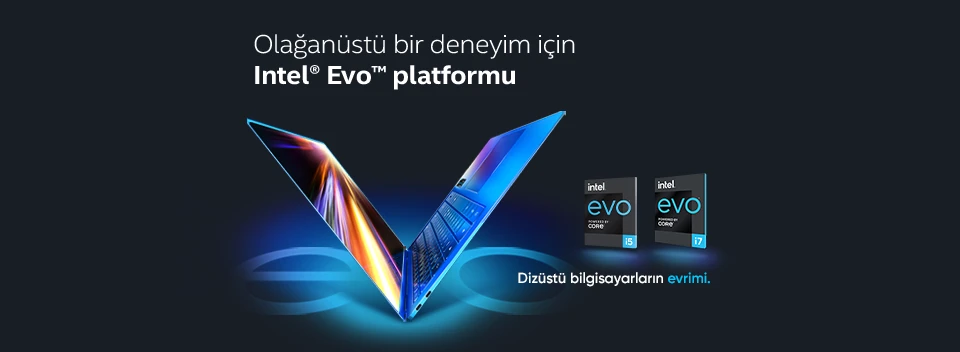 Olağanüstü bir deneyim için
Intel® Evo™ platformu
intel.
evo
POWERED BY
CORE
i5
intel.
evo
POWERED BY
CORE
i7
e o
Dizüstü bilgisayarların evrimi.